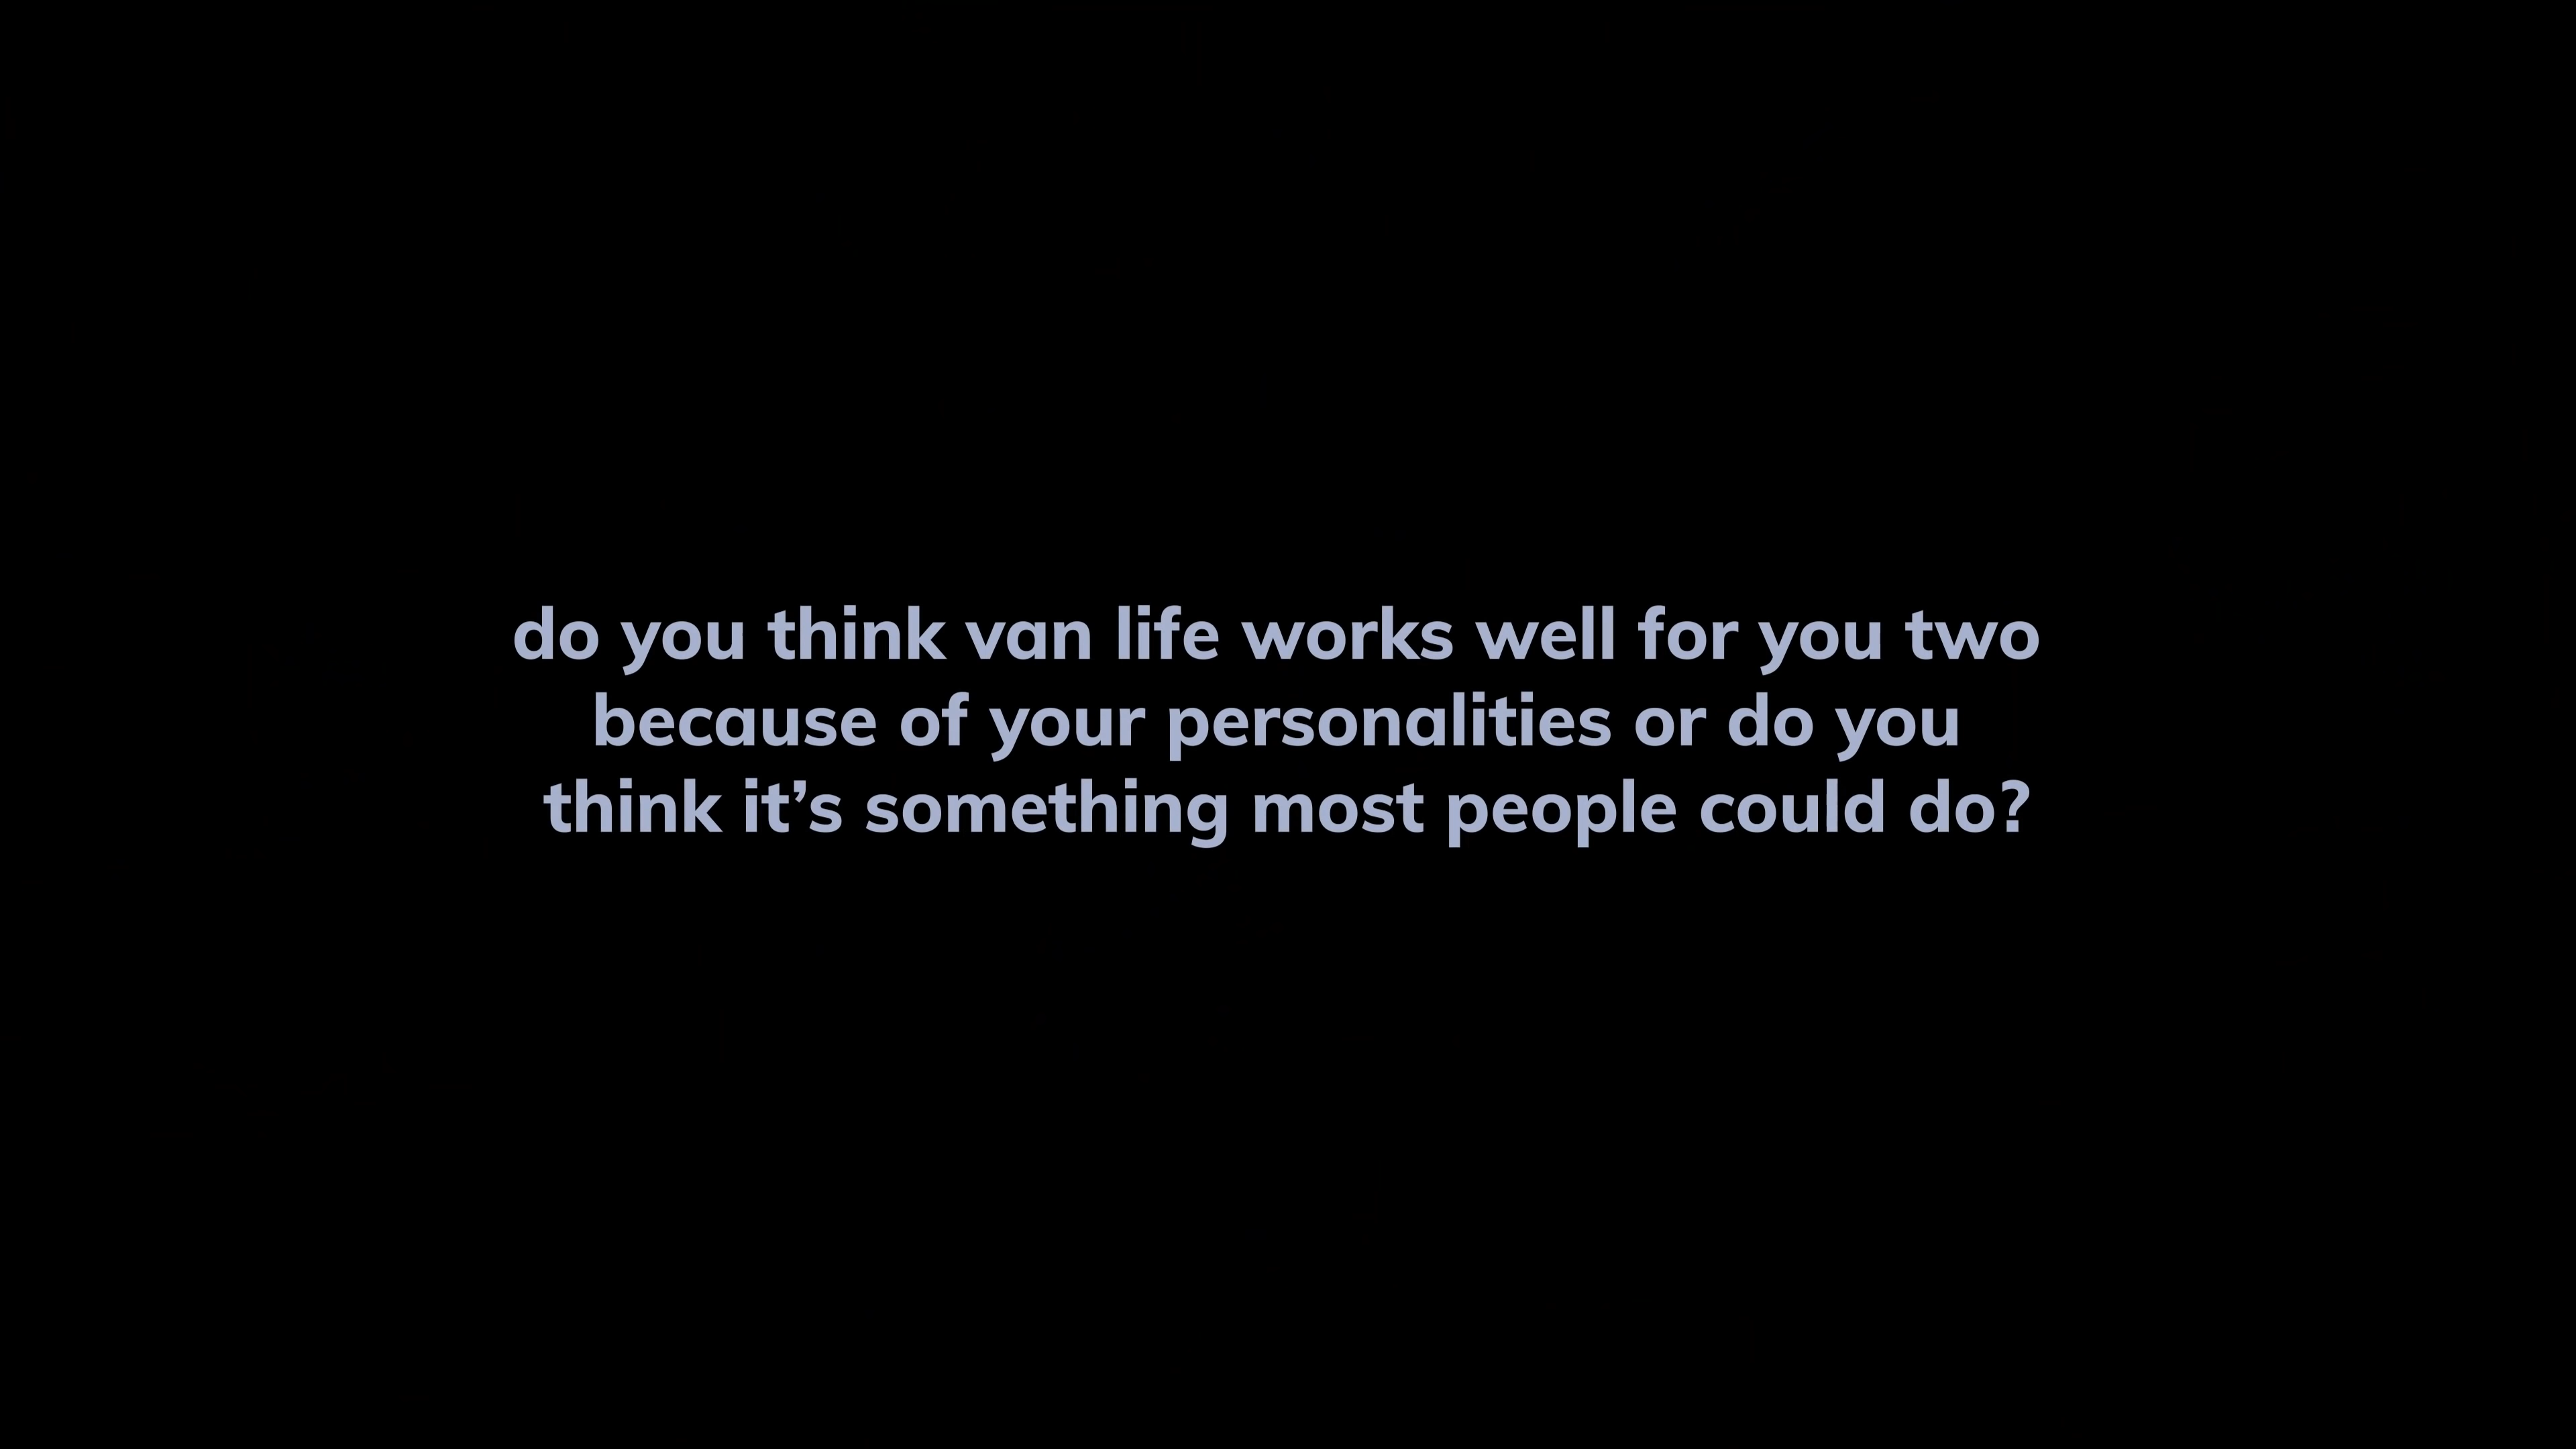 do you think van life works well for you two
because of your personalities or do you
think it’s something most people could do?